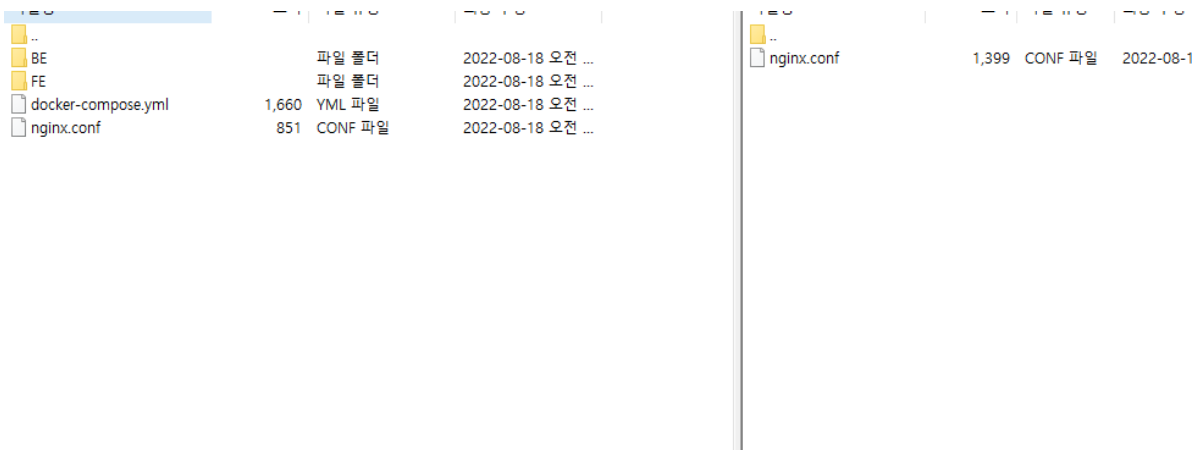 ..
BE 파일 폴더 2022-08-18 오전 ...
FE 파일 폴더 2022-08-18 오전 ...
docker-compose.yml 1,660 YML 파일 2022-08-18 오전 ...
nginx.conf 851 CONF 파일 2022-08-18 오전 ...
..
nginx.conf 1,399 CONF 파일 2022-08-1